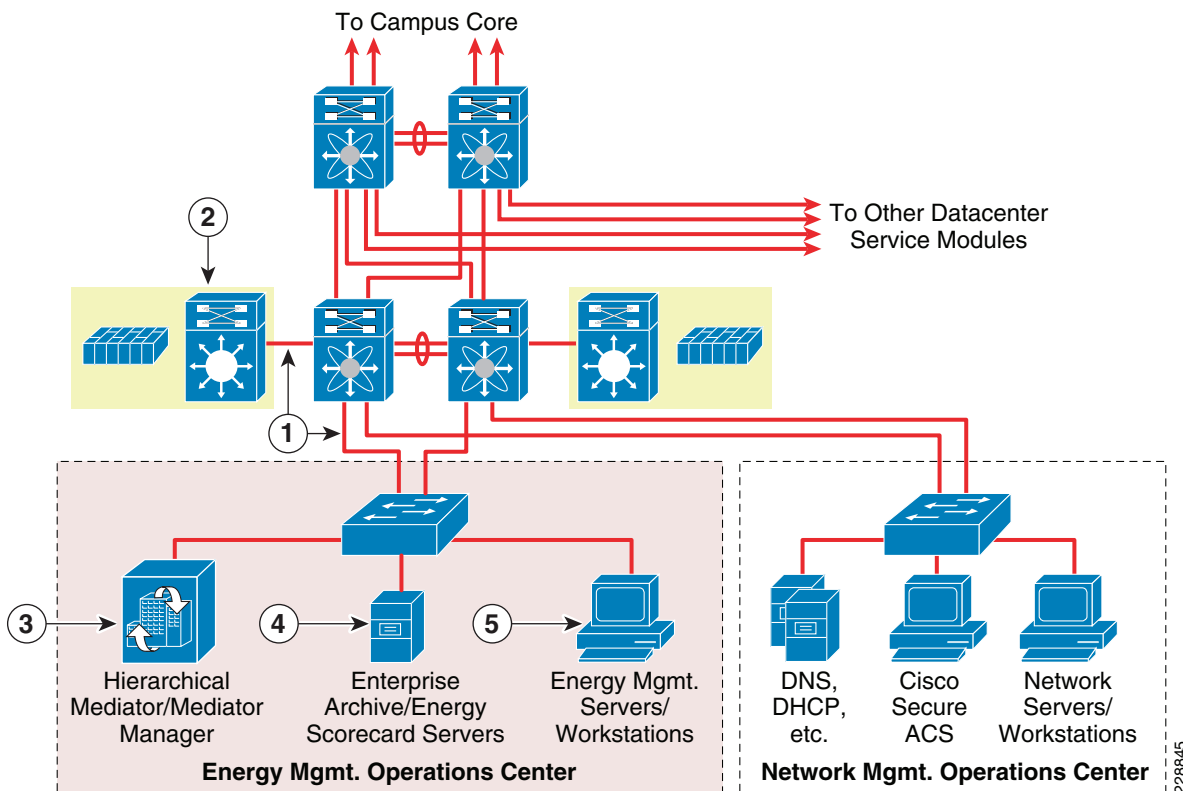 To Campus Core
To Other Datacenter
Service Modules
2
1
3
4
5
Hierarchical
Mediator/Mediator
Manager
Enterprise
Archive/Energy
Scorecard Servers
Energy Mgmt.
Servers/
Workstations
Energy Mgmt. Operations Center
DNS,
DHCP,
etc.
Cisco
Secure
ACS
Network
Servers/
Workstations
Network Mgmt. Operations Center
228845